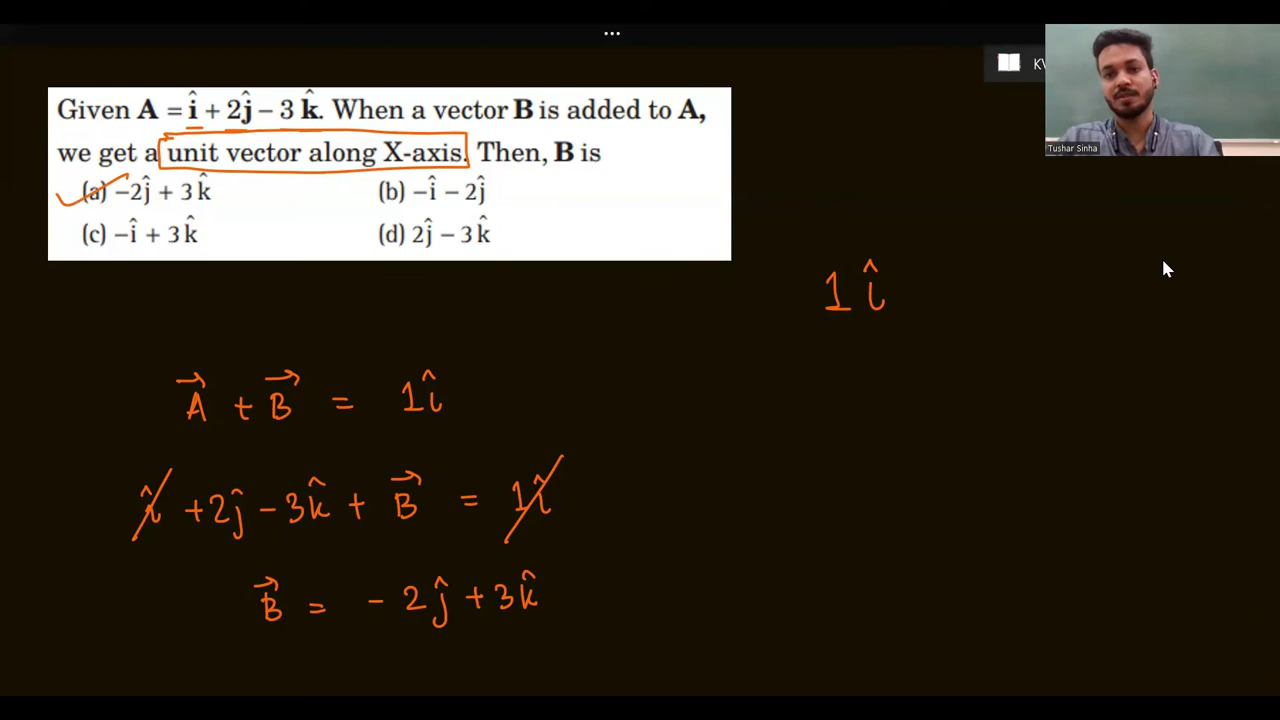 ...
KV
Tushar Sinha
Given A = î + 2ĵ – 3 k̂. When a vector B is added to A,
we get a unit vector along X-axis. Then, B is
(a) –2ĵ + 3 k̂ (b) –î – 2ĵ
(c) –î + 3 k̂ (d) 2ĵ – 3 k̂
1 î
A⃗ + B⃗ = 1î
î + 2ĵ – 3k̂ + B⃗ = 1î
B⃗ = – 2ĵ + 3k̂